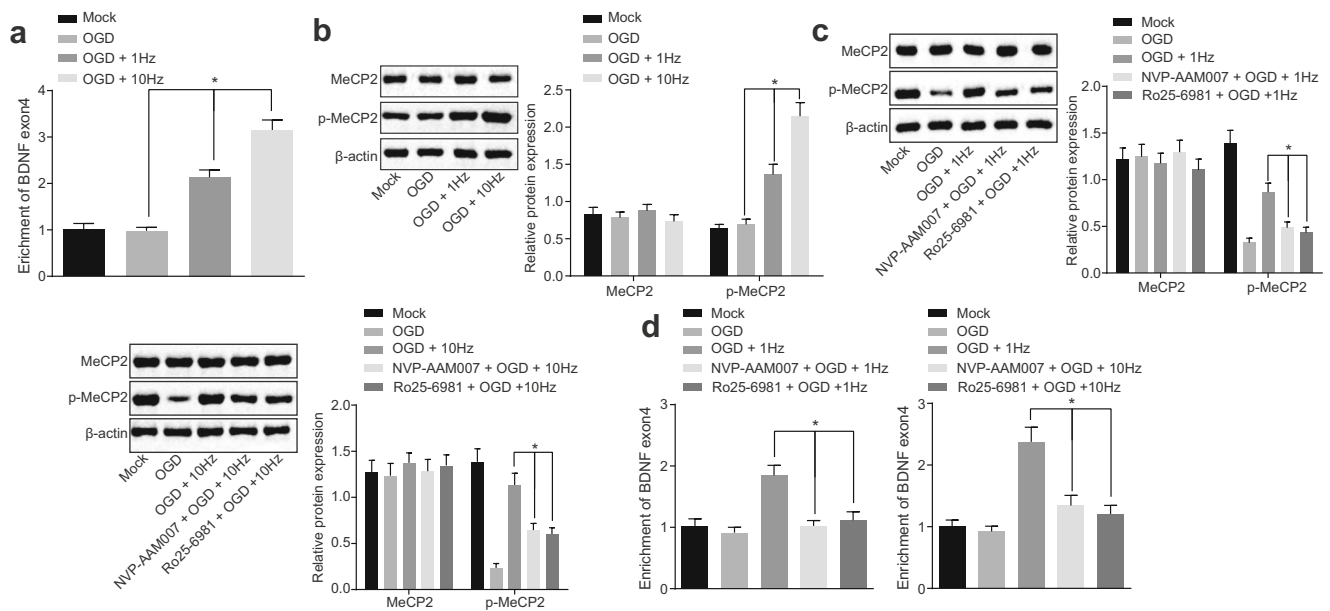 a
Mock
OGD
OGD + 1Hz
OGD + 10Hz
*
Enrichment of BDNF exon4
4
3
2
1
0
b
MeCP2
p-MeCP2
β-actin
Mock
OGD
OGD + 1Hz
OGD + 10Hz
Mock
OGD
OGD + 1Hz
OGD + 10Hz
*
Relative protein expression
2.5
2.0
1.5
1.0
0.5
0.0
MeCP2
p-MeCP2
c
MeCP2
p-MeCP2
β-actin
Mock
OGD
OGD + 1Hz
NVP-AAM007 + OGD + 1Hz
Ro25-6981 + OGD +1Hz
Mock
OGD
OGD + 1Hz
NVP-AAM007 + OGD + 1Hz
Ro25-6981 + OGD +1Hz
*
Relative protein expression
2.0
1.5
1.0
0.5
0.0
MeCP2
p-MeCP2
MeCP2
p-MeCP2
β-actin
Mock
OGD
OGD + 10Hz
NVP-AAM007 + OGD + 10Hz
Ro25-6981 + OGD +10Hz
Mock
OGD
OGD + 10Hz
NVP-AAM007 + OGD + 10Hz
Ro25-6981 + OGD +10Hz
*
Relative protein expression
2.0
1.5
1.0
0.5
0.0
MeCP2
p-MeCP2
d
Mock
OGD
OGD + 1Hz
NVP-AAM007 + OGD + 1Hz
Ro25-6981 + OGD +1Hz
*
Enrichment of BDNF exon4
3
2
1
0
Mock
OGD
OGD + 1Hz
NVP-AAM007 + OGD + 10Hz
Ro25-6981 + OGD +10Hz
*
Enrichment of BDNF exon4
3
2
1
0